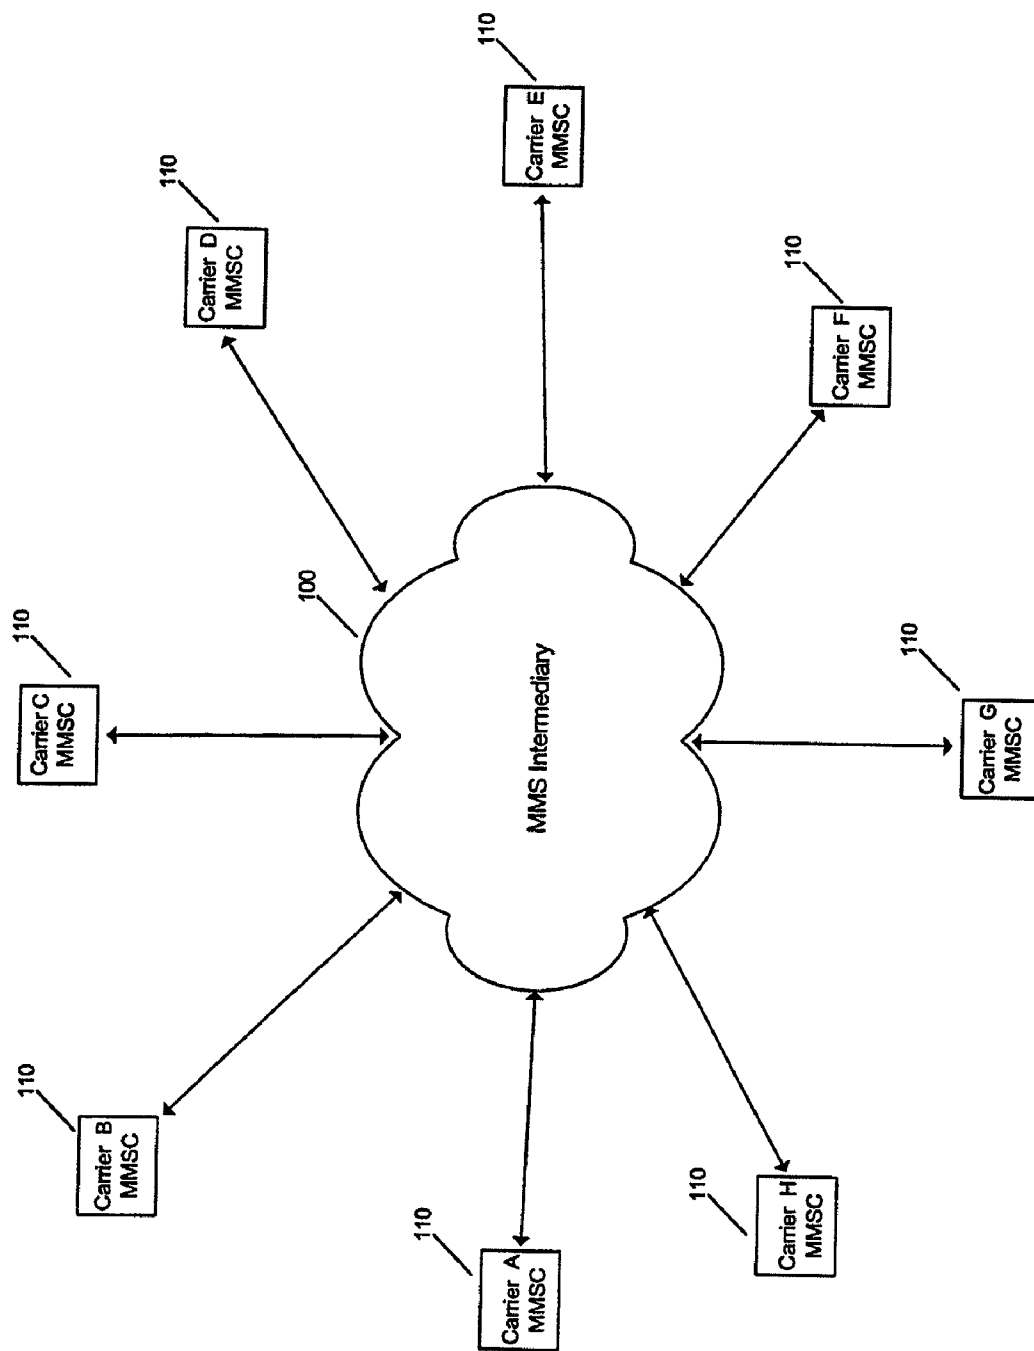 110
Carrier C
MMSC
110
Carrier B
MMSC
110
Carrier D
MMSC
100
110
Carrier A
MMSC
MMS Intermediary
110
Carrier E
MMSC
110
Carrier H
MMSC
110
Carrier F
MMSC
110
Carrier G
MMSC